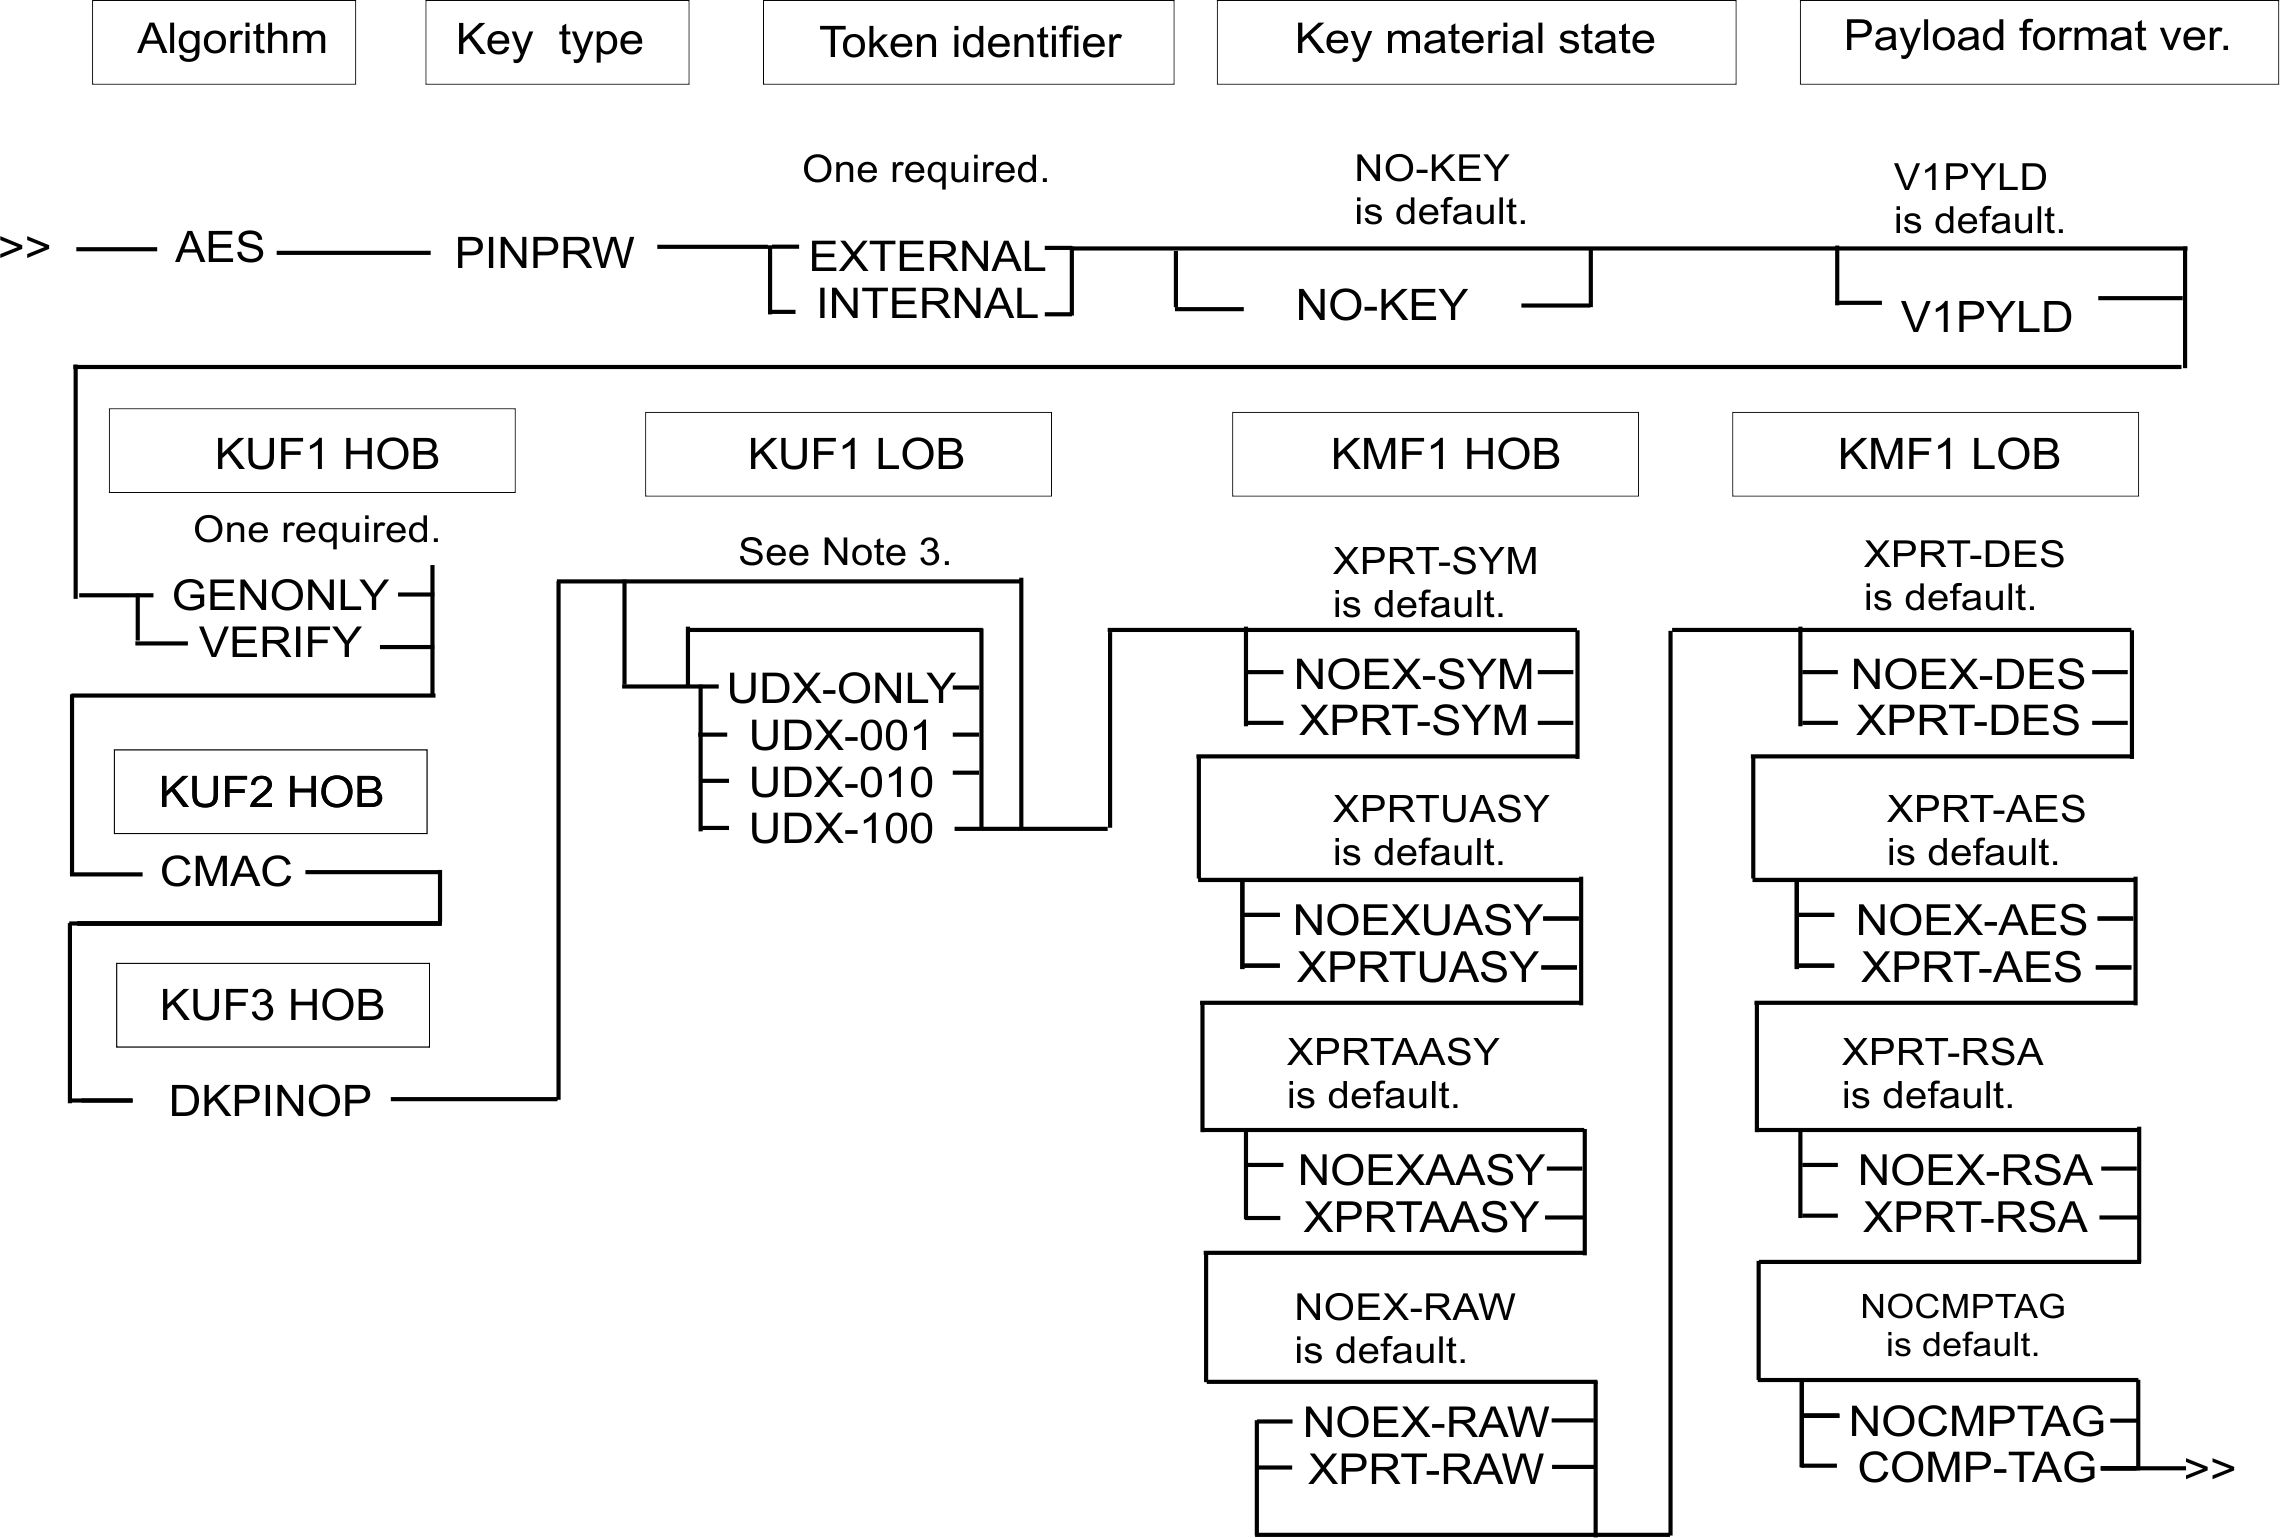 Algorithm
Key type
Token identifier
Key material state
Payload format ver.
One required.
NO-KEY
is default.
V1PYLD
is default.
>>
AES
PINPRW
EXTERNAL
INTERNAL
NO-KEY
V1PYLD
KUF1 HOB
One required.
GENONLY
VERIFY
KUF2 HOB
CMAC
KUF3 HOB
DKPINOP
KUF1 LOB
See Note 3.
UDX-ONLY
UDX-001
UDX-010
UDX-100
KMF1 HOB
XPRT-SYM
is default.
NOEX-SYM
XPRT-SYM
XPRTUASY
is default.
NOEXUASY
XPRTUASY
XPRTAASY
is default.
NOEXAASY
XPRTAASY
NOEX-RAW
is default.
NOEX-RAW
XPRT-RAW
KMF1 LOB
XPRT-DES
is default.
NOEX-DES
XPRT-DES
XPRT-AES
is default.
NOEX-AES
XPRT-AES
XPRT-RSA
is default.
NOEX-RSA
XPRT-RSA
NOCMPTAG
is default.
NOCMPTAG
COMP-TAG
>>